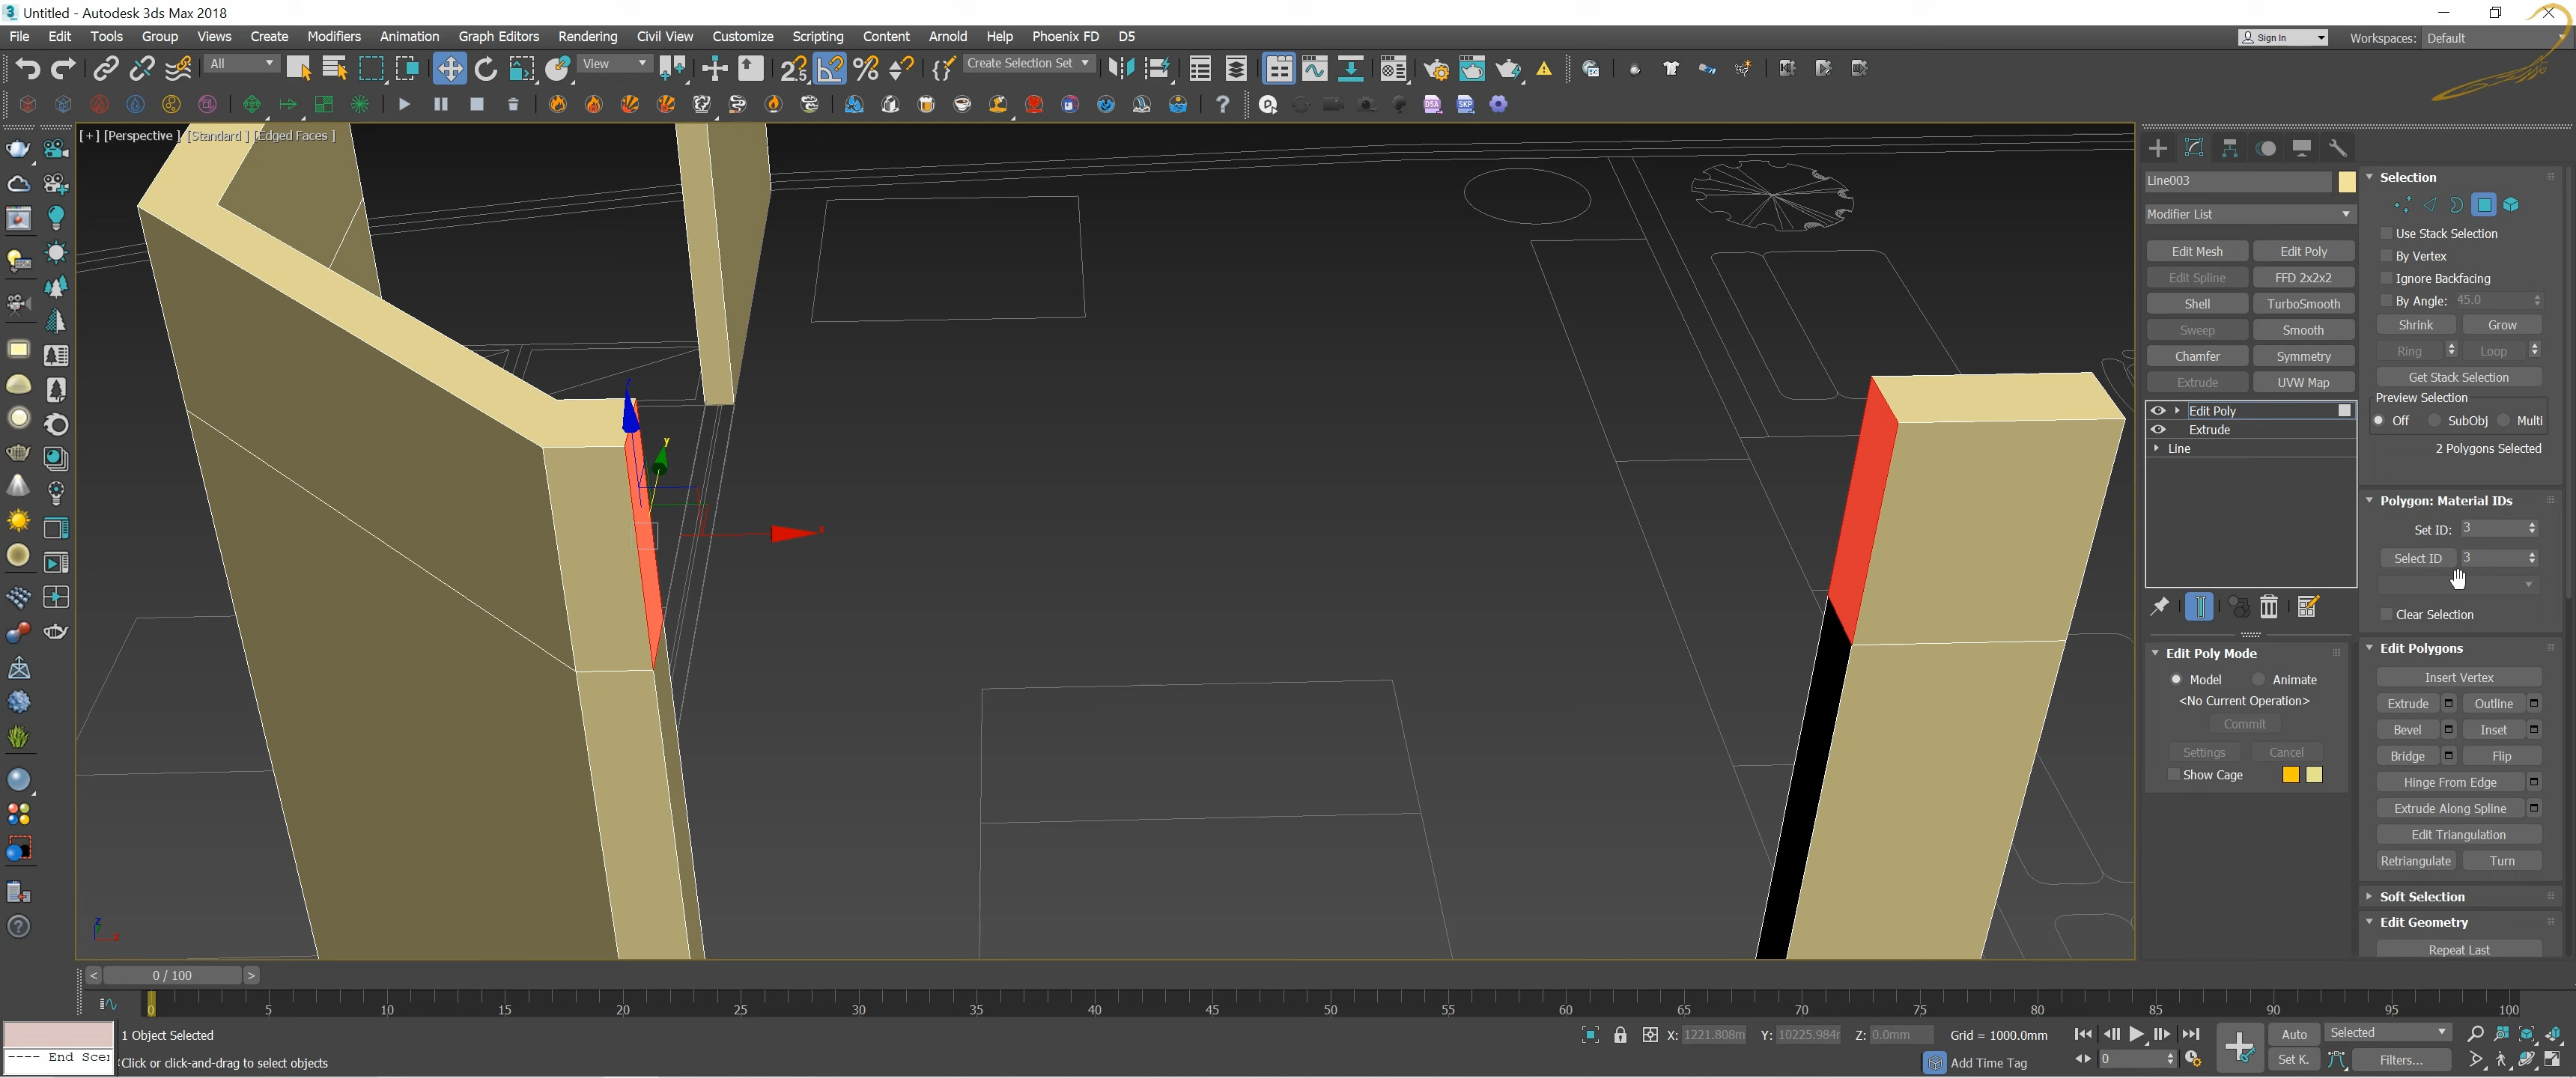 Untitled - Autodesk 3ds Max 2018
File Edit Tools Group Views Create Modifiers Animation Graph Editors Rendering Civil View Customize Scripting Content Arnold Help Phoenix FD D5
Sign In Workspaces: Default
All View Create Selection Set
[+] [Perspective ] [Standard ] [Edged Faces ]
Line003
Modifier List
Edit Mesh Edit Poly
Edit Spline FFD 2x2x2
Shell TurboSmooth
Sweep Smooth
Chamfer Symmetry
Extrude UVW Map
Edit Poly
Extrude
Line
Edit Poly Mode
Model Animate
<No Current Operation>
Commit
Settings Cancel
Show Cage
Selection
Use Stack Selection
By Vertex
Ignore Backfacing
By Angle: 45.0
Shrink Grow
Ring Loop
Get Stack Selection
Preview Selection
Off SubObj Multi
2 Polygons Selected
Polygon: Material IDs
Set ID: 3
Select ID 3
Clear Selection
Edit Polygons
Insert Vertex
Extrude Outline
Bevel Inset
Bridge Flip
Hinge From Edge
Extrude Along Spline
Edit Triangulation
Retriangulate Turn
Soft Selection
Edit Geometry
Repeat Last
z
y
x
< 0 / 100 >
0 5 10 15 20 25 30 35 40 45 50 55 60 65 70 75 80 85 90 95 100
1 Object Selected
X: 1221.808m Y: 10225.984r Z: 0.0mm Grid = 1000.0mm
Auto Selected
---- End Scer
Click or click-and-drag to select objects
Add Time Tag
0
Set K. Filters...